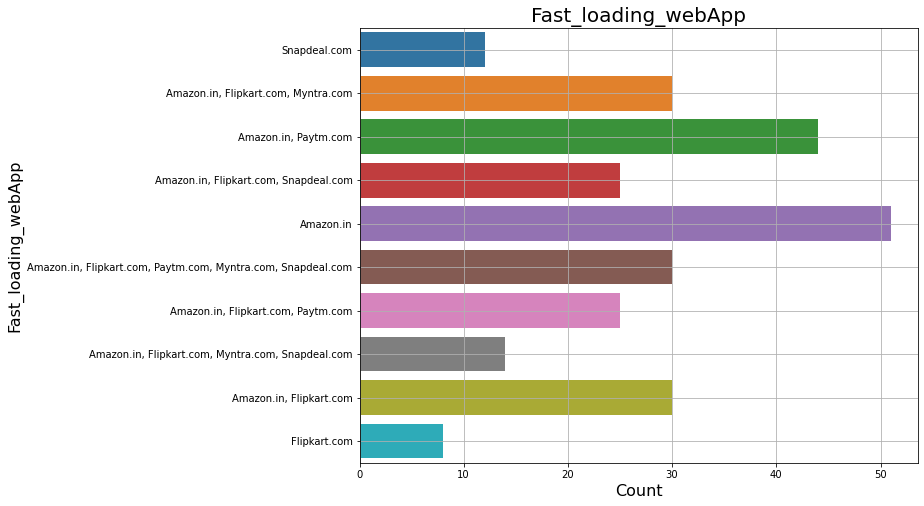 Fast_loading_webApp
Fast_loading_webApp
Snapdeal.com
Amazon.in, Flipkart.com, Myntra.com
Amazon.in, Paytm.com
Amazon.in, Flipkart.com, Snapdeal.com
Amazon.in
Amazon.in, Flipkart.com, Paytm.com, Myntra.com, Snapdeal.com
Amazon.in, Flipkart.com, Paytm.com
Amazon.in, Flipkart.com, Myntra.com, Snapdeal.com
Amazon.in, Flipkart.com
Flipkart.com
0 10 20 30 40 50
Count